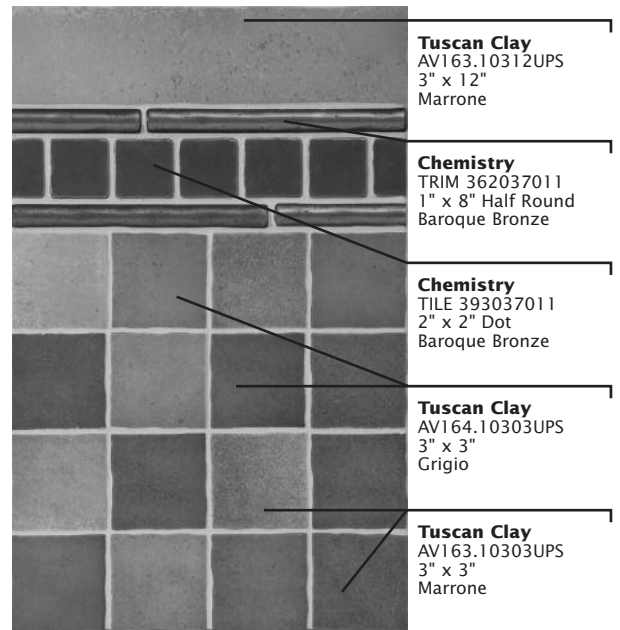 Tuscan Clay
AV163.10312UPS
3" x 12"
Marrone
Chemistry
TRIM 362037011
1" x 8" Half Round
Baroque Bronze
Chemistry
TILE 393037011
2" x 2" Dot
Baroque Bronze
Tuscan Clay
AV164.10303UPS
3" x 3"
Grigio
Tuscan Clay
AV163.10303UPS
3" x 3"
Marrone